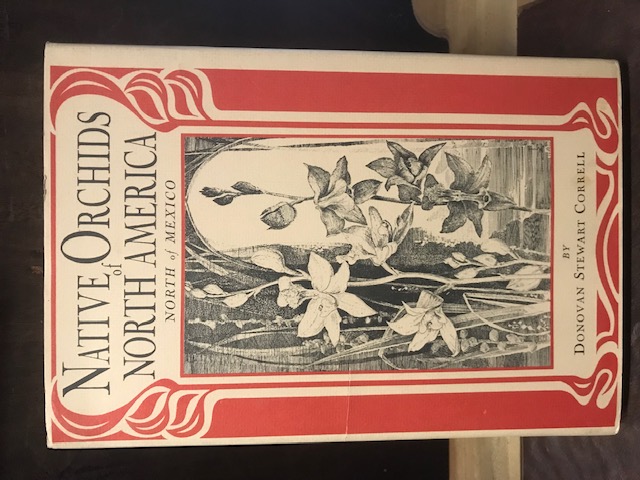 NATIVE ORCHIDS
of
NORTH AMERICA
NORTH of MEXICO
BY
DONOVAN STEWART CORRELL